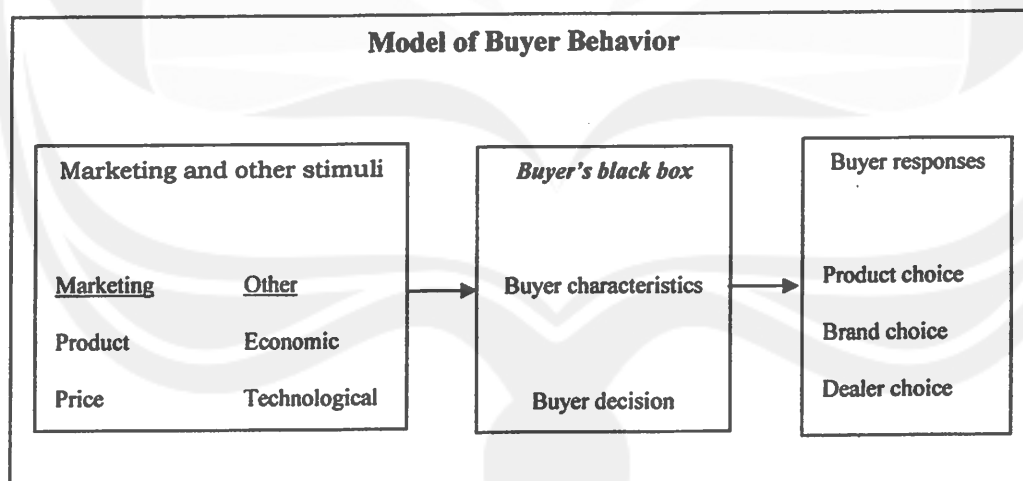 Model of Buyer Behavior
Marketing and other stimuli
Marketing Other
Product Economic
Price Technological
Buyer's black box
Buyer characteristics
Buyer decision
Buyer responses
Product choice
Brand choice
Dealer choice